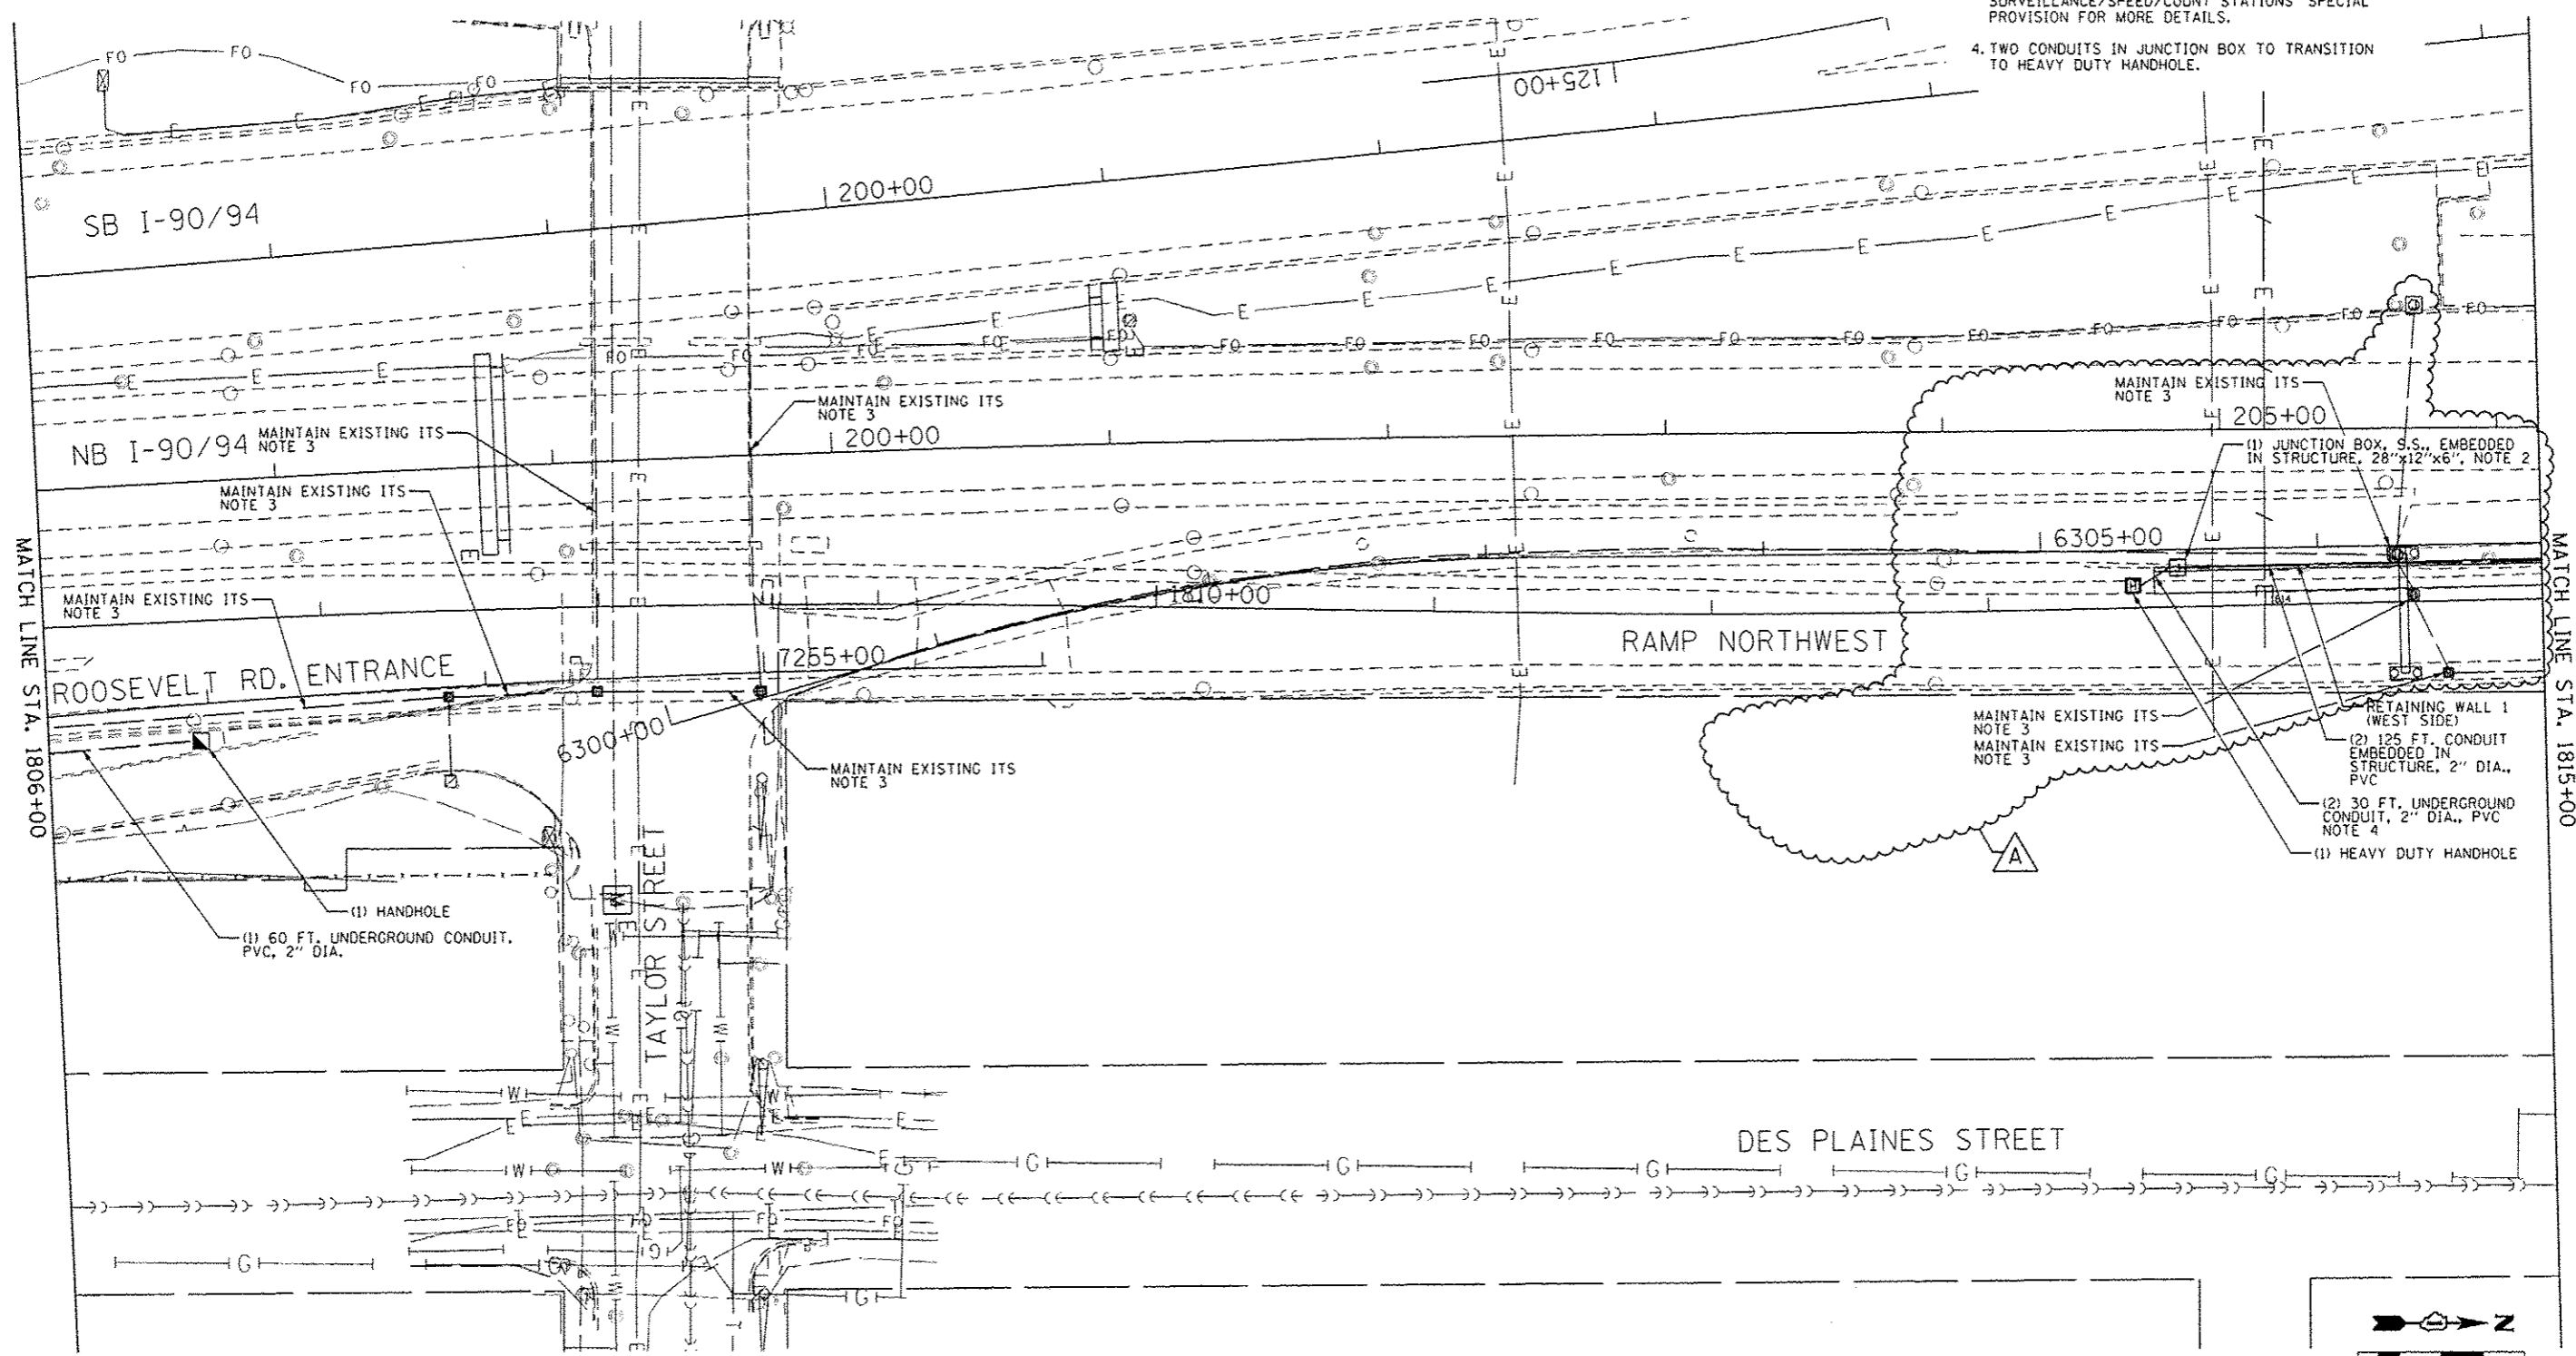 SURVEILLANCE/SPEED/COUNT STATIONS" SPECIAL
PROVISION FOR MORE DETAILS.
4. TWO CONDUITS IN JUNCTION BOX TO TRANSITION
TO HEAVY DUTY HANDHOLE.
125+00
SB I-90/94
200+00
NB I-90/94
200+00
205+00
MAINTAIN EXISTING ITS
NOTE 3
MAINTAIN EXISTING ITS
NOTE 3
MAINTAIN EXISTING ITS
NOTE 3
MAINTAIN EXISTING ITS
NOTE 3
MAINTAIN EXISTING ITS
NOTE 3
(1) JUNCTION BOX, S.S., EMBEDDED
IN STRUCTURE, 28"x12"x6", NOTE 2
6305+00
1810+00
7265+00
6300+00
ROOSEVELT RD. ENTRANCE
RAMP NORTHWEST
MATCH LINE STA. 1806+00
MATCH LINE STA. 1815+00
MAINTAIN EXISTING ITS
NOTE 3
MAINTAIN EXISTING ITS
NOTE 3
MAINTAIN EXISTING ITS
NOTE 3
RETAINING WALL 1
(WEST SIDE)
(2) 125 FT. CONDUIT
EMBEDDED IN
STRUCTURE, 2" DIA.,
PVC
(2) 30 FT. UNDERGROUND
CONDUIT, 2" DIA., PVC
NOTE 4
(1) HEAVY DUTY HANDHOLE
A
(1) HANDHOLE
(1) 60 FT. UNDERGROUND CONDUIT,
PVC, 2" DIA.
TAYLOR STREET
DES PLAINES STREET
N